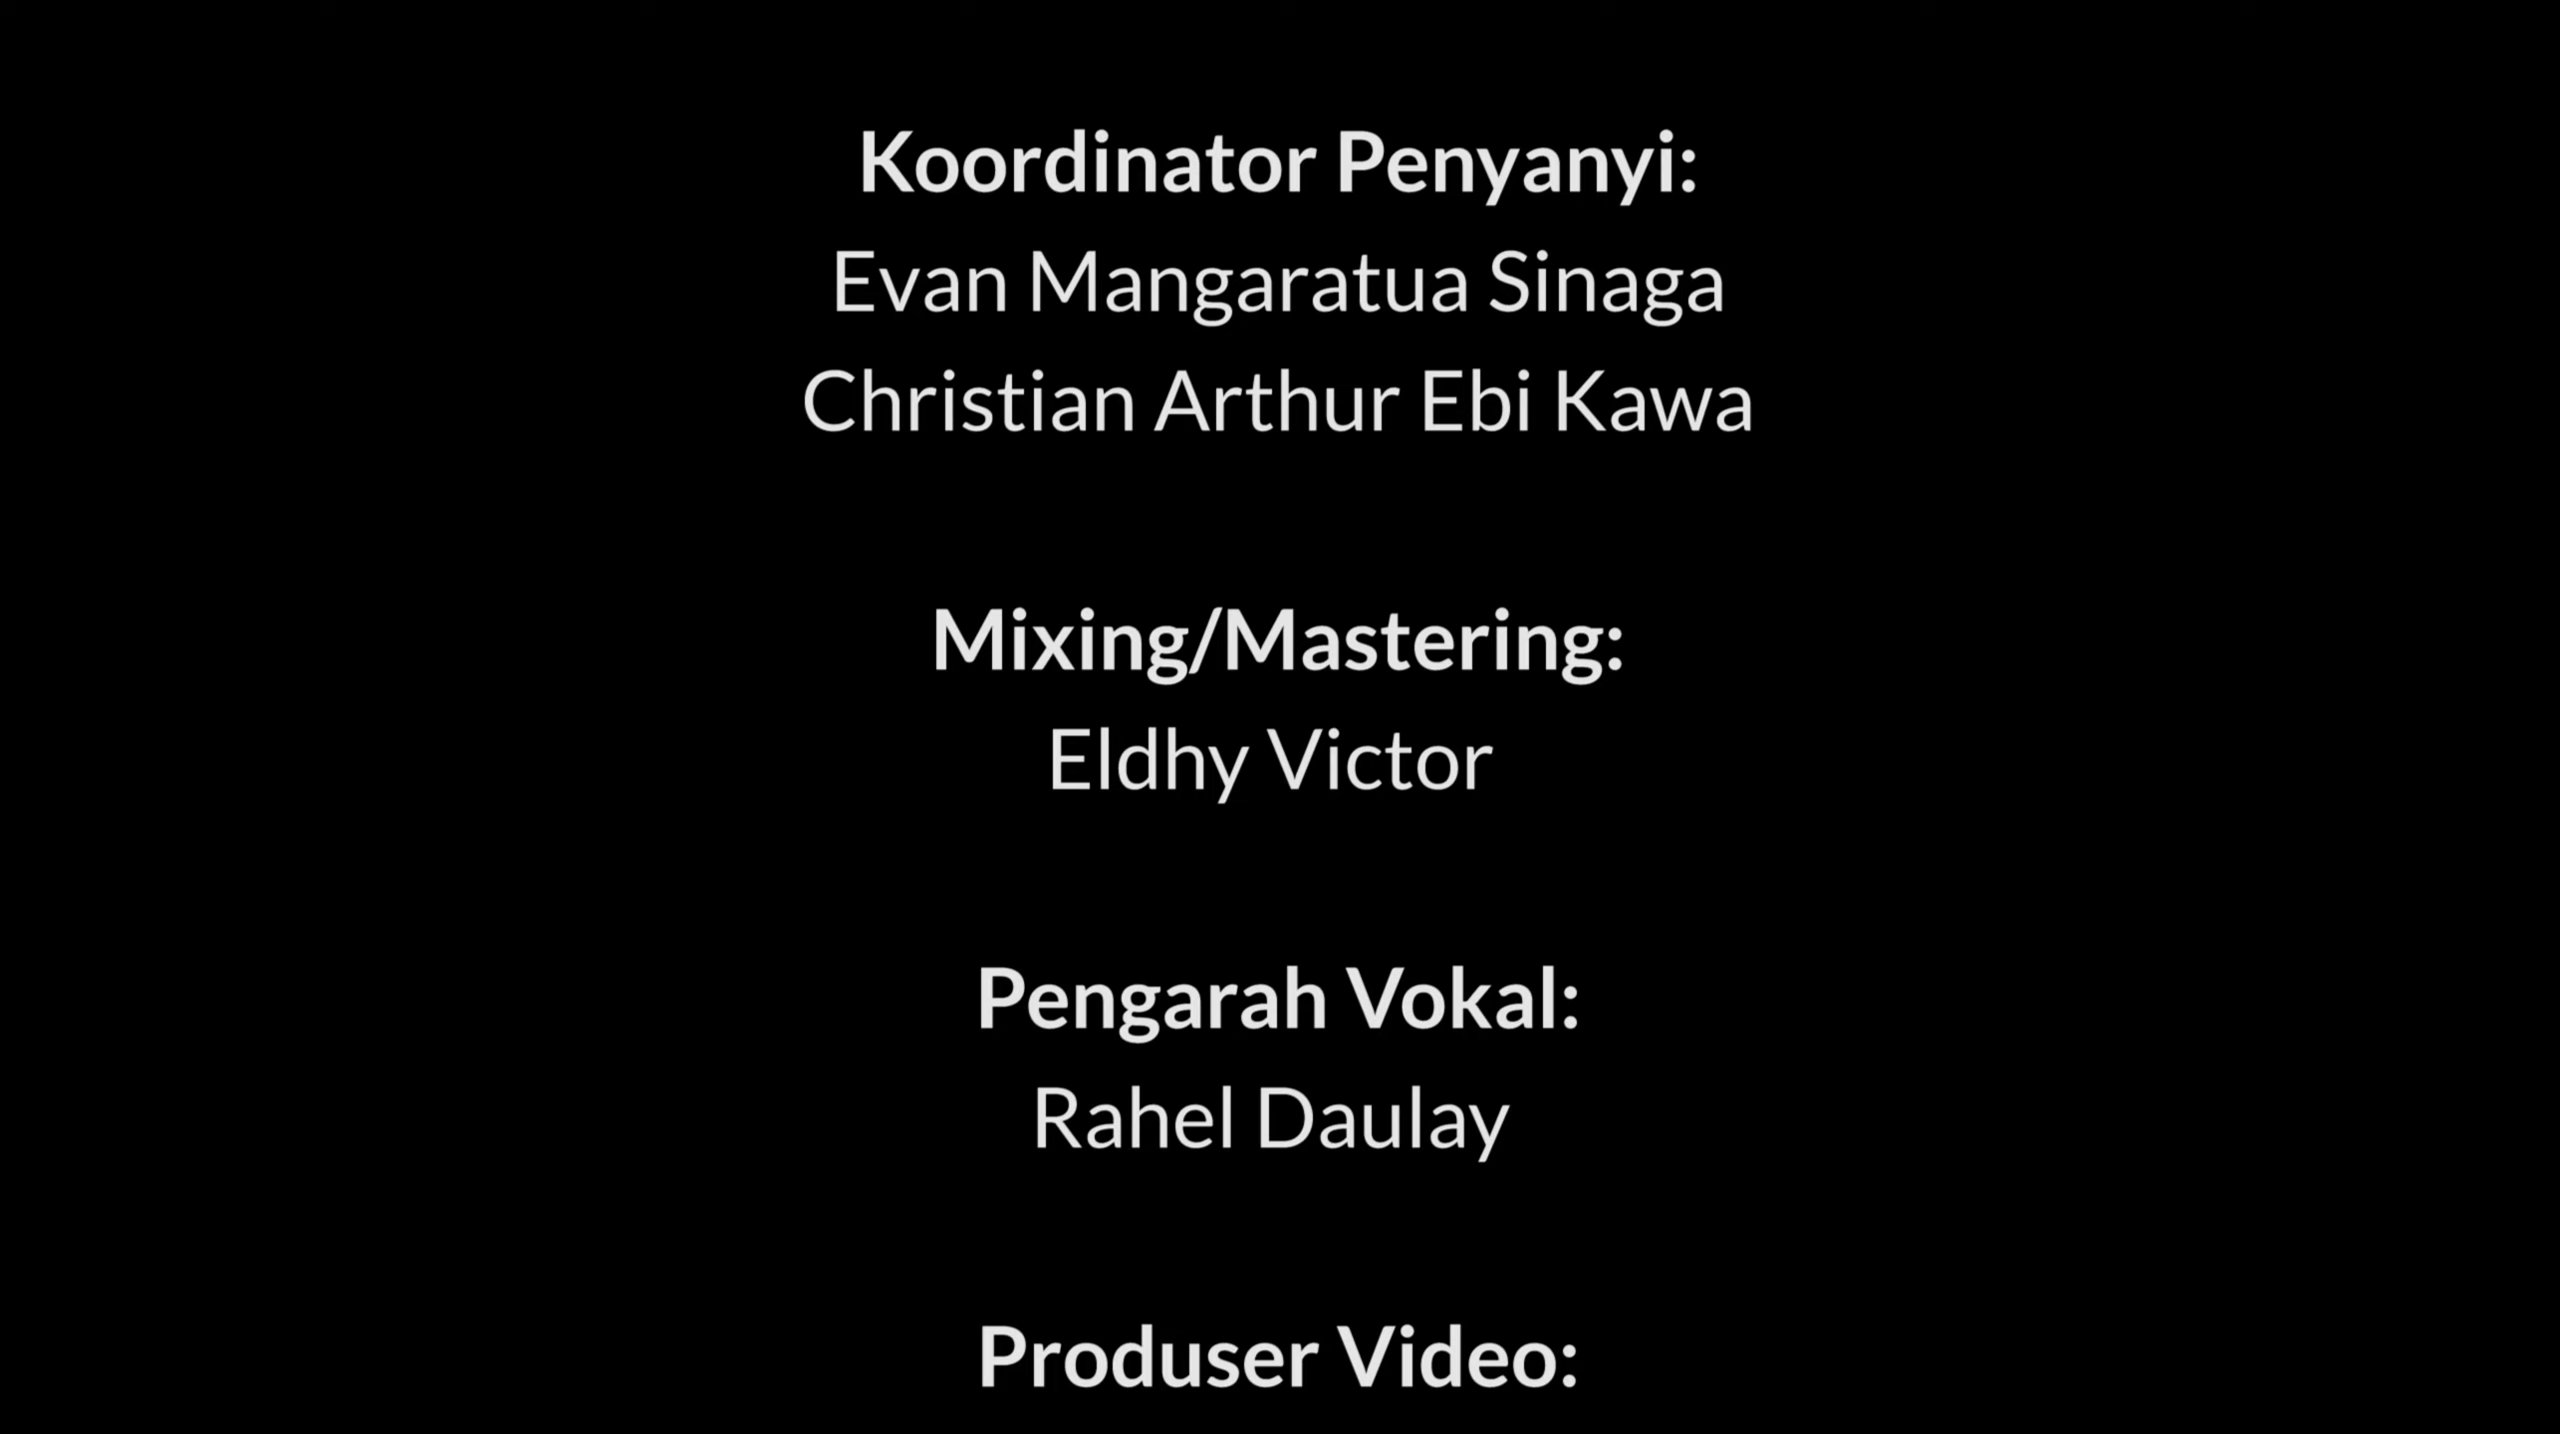 Koordinator Penyanyi:
Evan Mangaratua Sinaga
Christian Arthur Ebi Kawa
Mixing/Mastering:
Eldhy Victor
Pengarah Vokal:
Rahel Daulay
Produser Video: